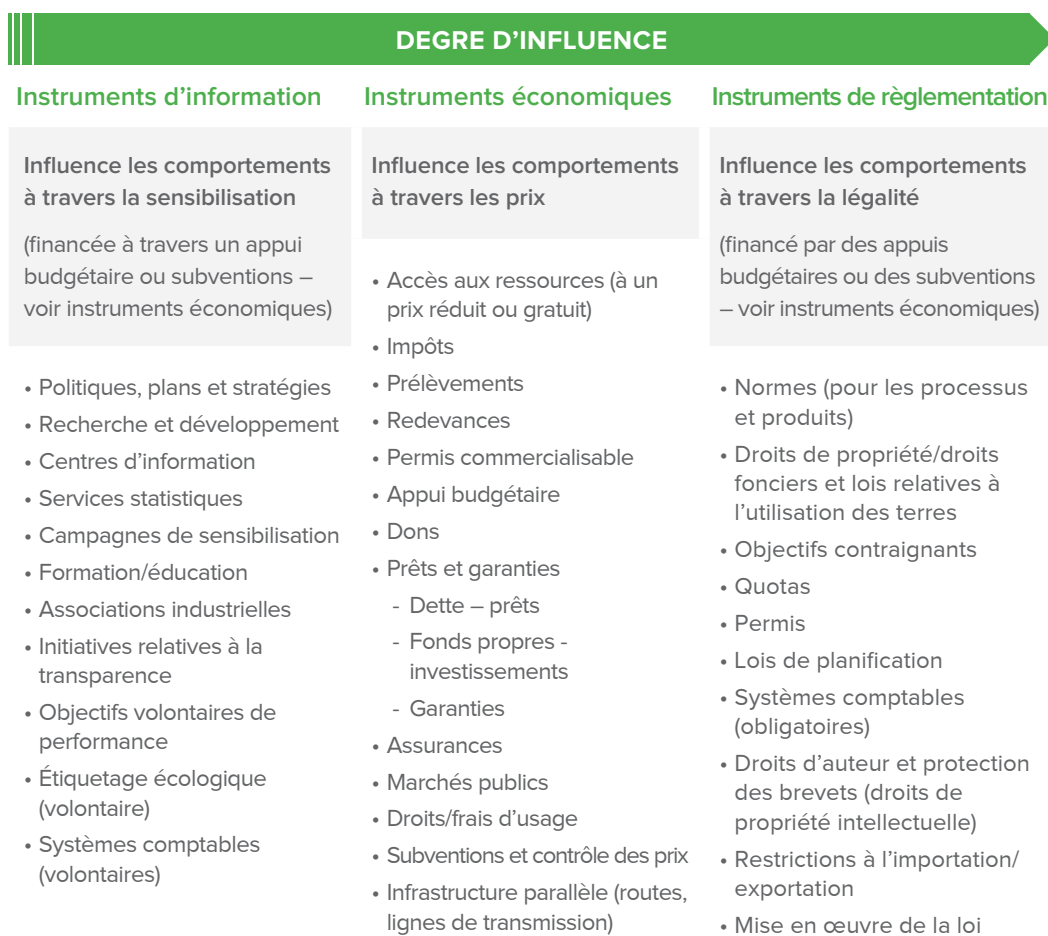 DEGRE D’INFLUENCE
Instruments d’information
Influence les comportements
à travers la sensibilisation
(financée à travers un appui
budgétaire ou subventions –
voir instruments économiques)
• Politiques, plans et stratégies
• Recherche et développement
• Centres d’information
• Services statistiques
• Campagnes de sensibilisation
• Formation/éducation
• Associations industrielles
• Initiatives relatives à la
transparence
• Objectifs volontaires de
performance
• Étiquetage écologique
(volontaire)
• Systèmes comptables
(volontaires)
Instruments économiques
Influence les comportements
à travers les prix
• Accès aux ressources (à un
prix réduit ou gratuit)
• Impôts
• Prélèvements
• Redevances
• Permis commercialisable
• Appui budgétaire
• Dons
• Prêts et garanties
- Dette – prêts
- Fonds propres -
investissements
- Garanties
• Assurances
• Marchés publics
• Droits/frais d’usage
• Subventions et contrôle des prix
• Infrastructure parallèle (routes,
lignes de transmission)
Instruments de règlementation
Influence les comportements
à travers la légalité
(financé par des appuis
budgétaires ou des subventions
– voir instruments économiques)
• Normes (pour les processus
et produits)
• Droits de propriété/droits
fonciers et lois relatives à
l’utilisation des terres
• Objectifs contraignants
• Quotas
• Permis
• Lois de planification
• Systèmes comptables
(obligatoires)
• Droits d’auteur et protection
des brevets (droits de
propriété intellectuelle)
• Restrictions à l’importation/
exportation
• Mise en œuvre de la loi